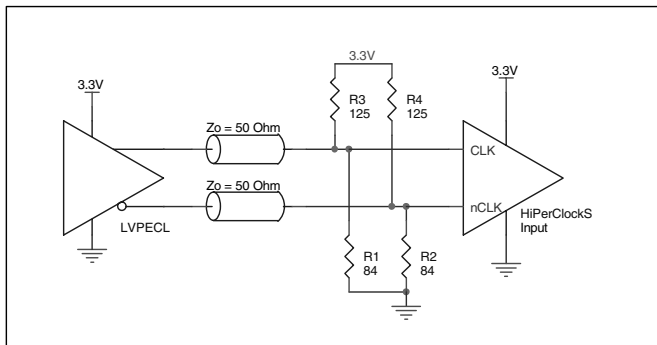 3.3V
3.3V
3.3V
R3
125
R4
125
Zo = 50 Ohm
CLK
Zo = 50 Ohm
nCLK
HiPerClockS
Input
LVPECL
R1
84
R2
84